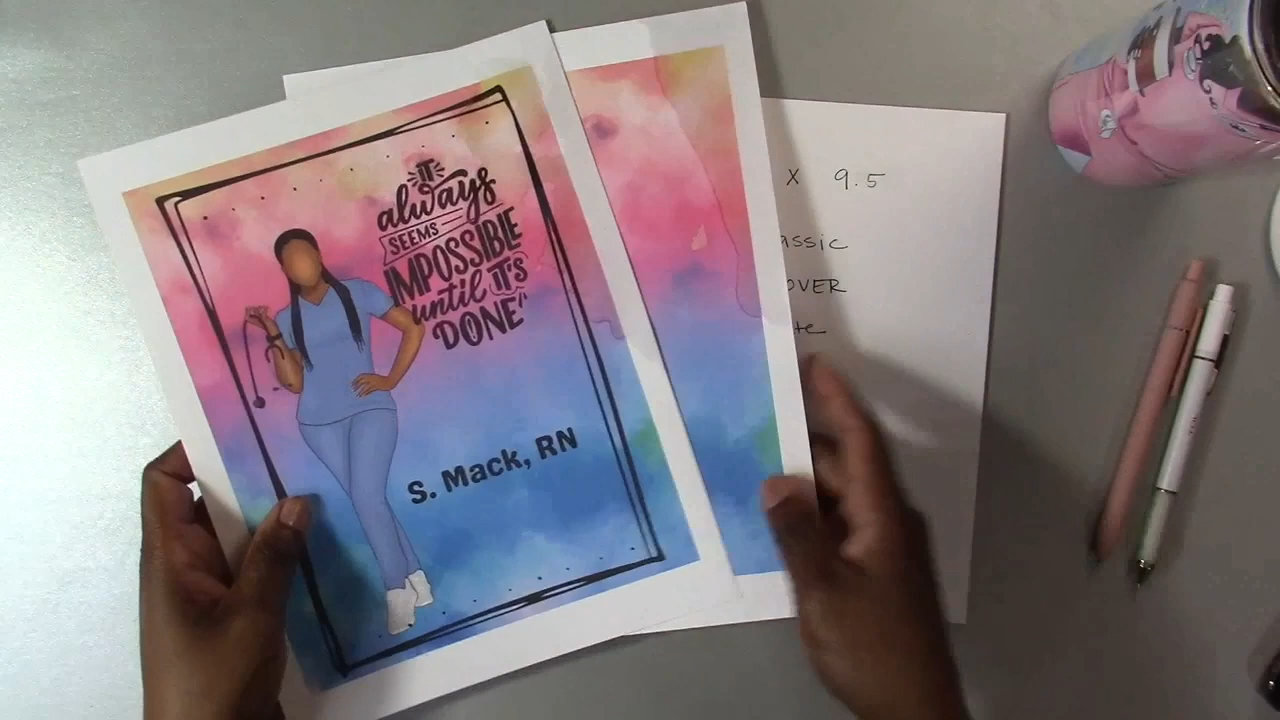 IT
always
SEEMS
IMPOSSIBLE
until IT'S
DONE"
S. Mack, RN
x 9.5
assic
OVER
te